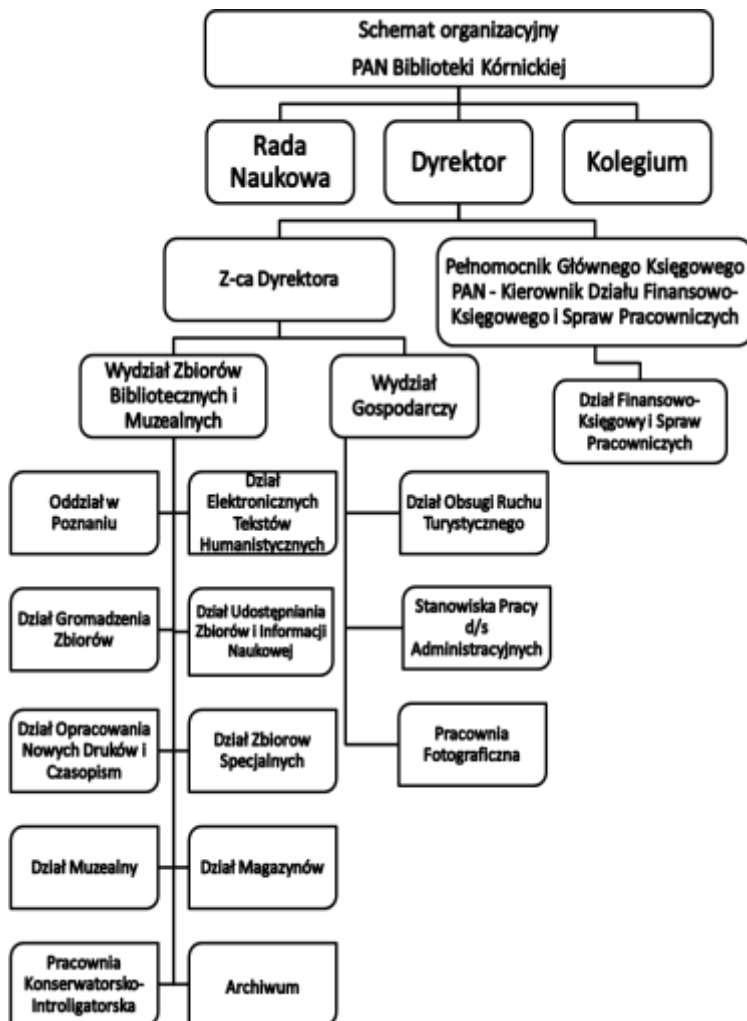 Schemat organizacyjny
PAN Biblioteki Kórnickiej
Rada
Naukowa
Dyrektor
Kolegium
Z-ca Dyrektora
Pełnomocnik Głównego Księgowego
PAN - Kierownik Działu Finansowo-
Księgowego i Spraw Pracowniczych
Wydział Zbiorów
Bibliotecznych i
Muzealnych
Wydział
Gospodarczy
Dział Finansowo-
Księgowy i Spraw
Pracowniczych
Oddział w
Poznaniu
Dział
Elektronicznych
Tekstów
Humanistycznych
Dział Obsugi Ruchu
Turystycznego
Dział Gromadzenia
Zbiorów
Dział Udostępniania
Zbiorów i Informacji
Naukowej
Stanowiska Pracy
d/s
Administracyjnych
Dział Opracowania
Nowych Druków i
Czasopism
Dział Zbiorow
Specjalnych
Pracownia
Fotograficzna
Dział Muzealny
Dział Magazynów
Pracownia
Konserwatorsko-
Introligatorska
Archiwum